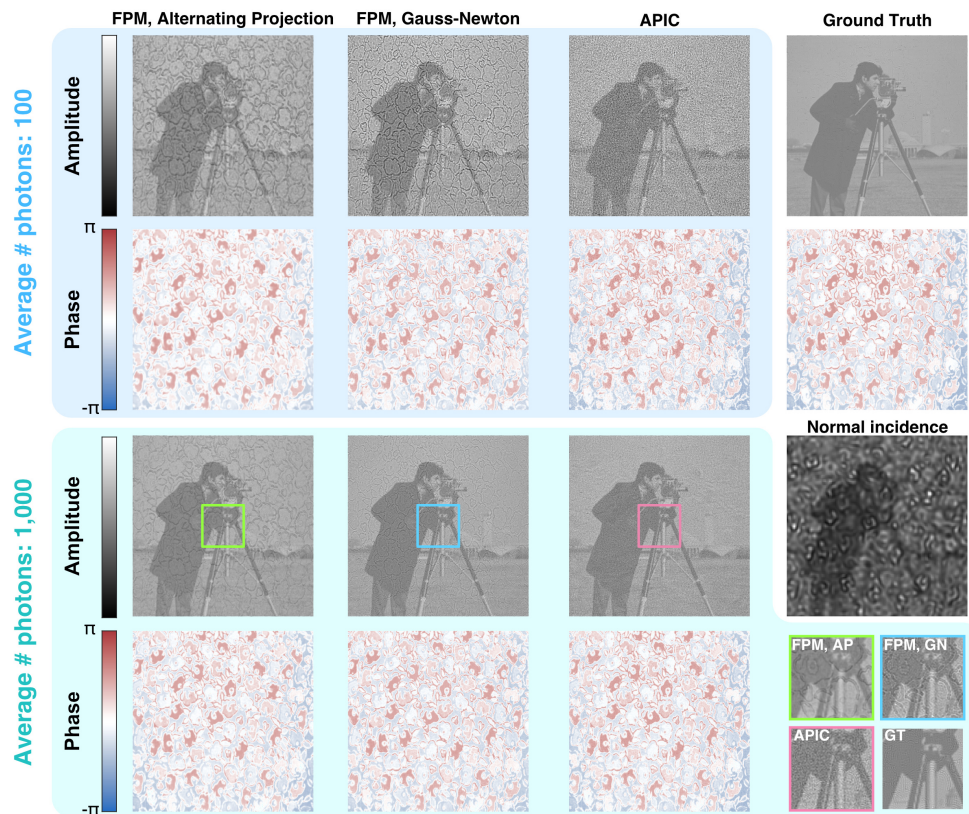 FPM, Alternating Projection
FPM, Gauss-Newton
APIC
Ground Truth
Average # photons: 100
Amplitude
π
Phase
-π
Normal incidence
Average # photons: 1,000
Amplitude
π
Phase
-π
FPM, AP
FPM, GN
APIC
GT